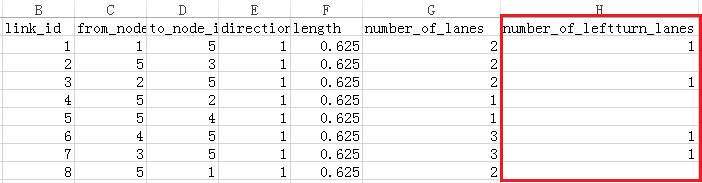 B C D E F G H
link_id from_node to_node_i direction length number_of_lanes number_of_leftturn_lanes
1 1 5 1 0.625 2 1
2 5 3 1 0.625 2
3 2 5 1 0.625 2 1
4 5 2 1 0.625 1
5 5 4 1 0.625 1
6 4 5 1 0.625 3 1
7 3 5 1 0.625 3 1
8 5 1 1 0.625 2